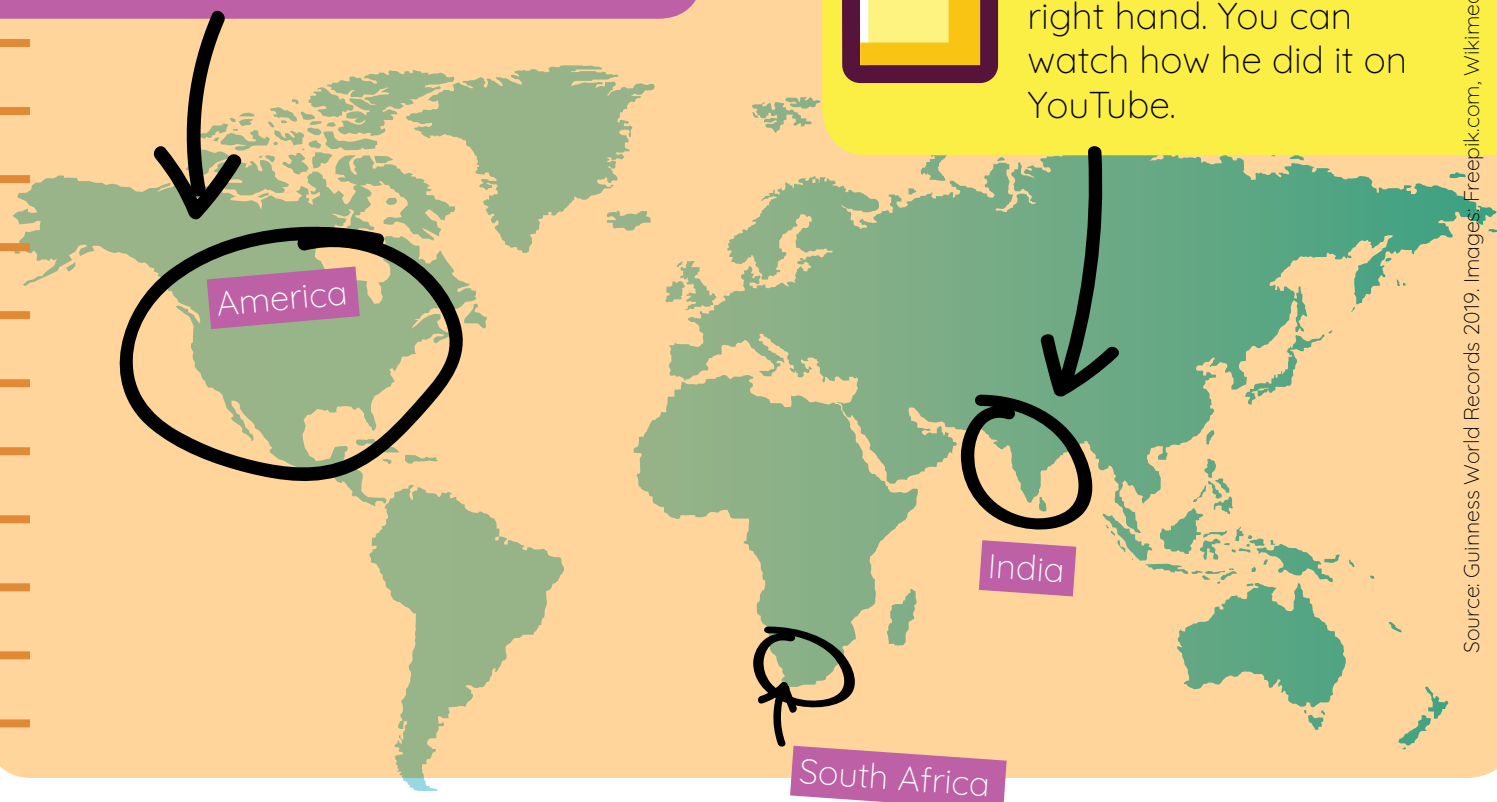 right hand. You can
watch how he did it on
YouTube.
America
India
South Africa
Source: Guinness World Records 2019. Images: Freepik.com,